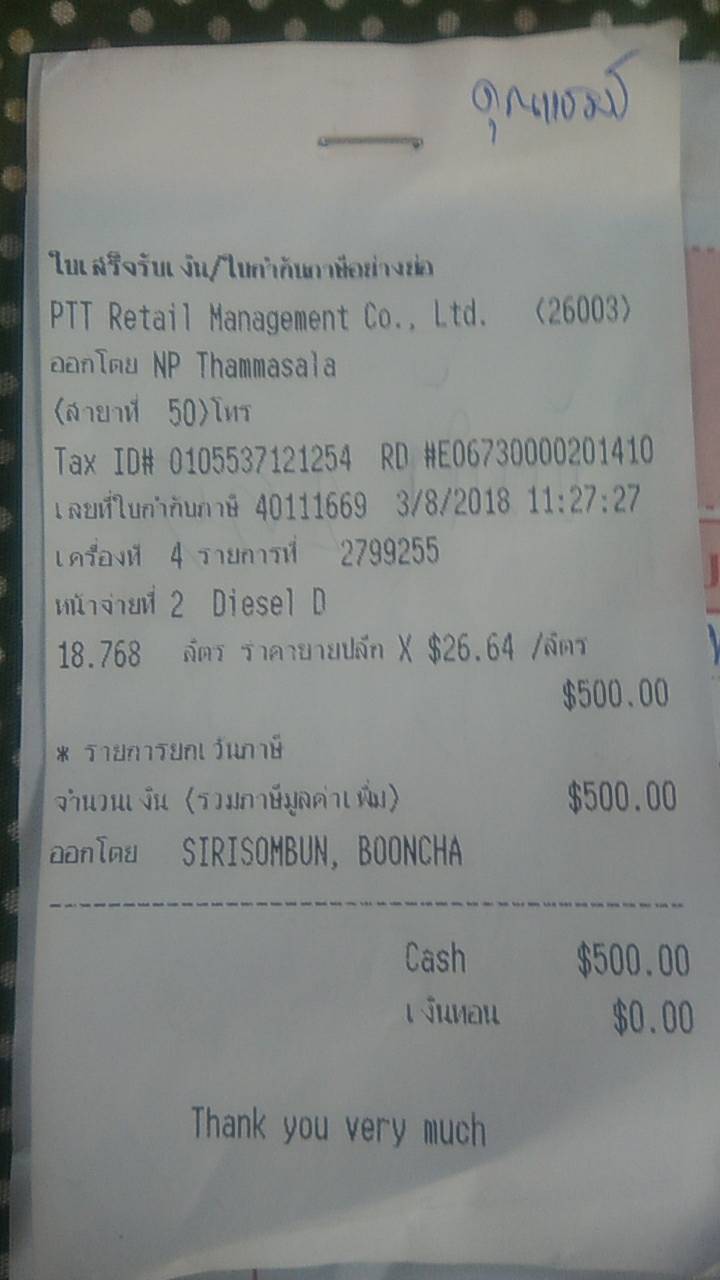 ใบเสร็จรับเงิน/ใบกำกับภาษีอย่างย่อ
PTT Retail Management Co., Ltd. (26003)
ออกโดย NP Thammasala
(สาขาที่ 50)โทร
Tax ID# 0105537121254 RD #E06730000201410
เลขที่ใบกำกับภาษี 40111669 3/8/2018 11:27:27
เครื่องที่ 4 รายการที่ 2799255
หน้าจ่ายที่ 2 Diesel D
18.768 ลิตร ราคาขายปลีก X $26.64 /ลิตร
$500.00
* รายการยกเว้นภาษี
จำนวนเงิน (รวมภาษีมูลค่าเพิ่ม) $500.00
ออกโดย SIRISOMBUN, BOONCHA
Cash $500.00
เงินทอน $0.00
Thank you very much